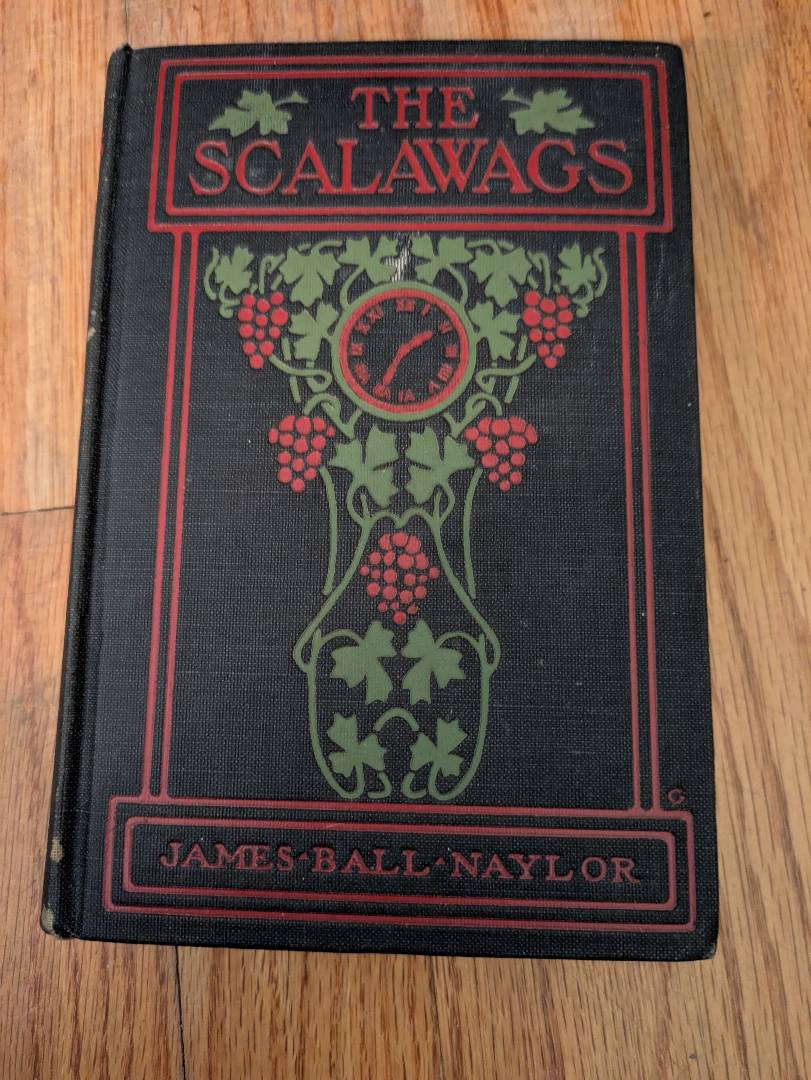 THE
SCALAWAGS
G.
JAMES BALL NAYLOR